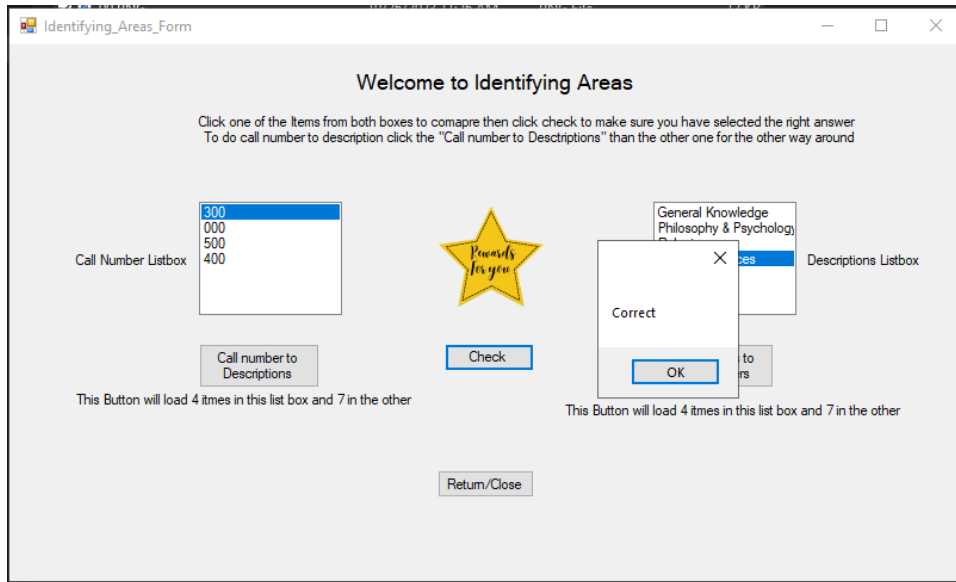 Identifying_Areas_Form
Welcome to Identifying Areas
Click one of the Items from both boxes to comapre then click check to make sure you have selected the right answer
To do call number to description click the "Call number to Desctriptions" than the other one for the other way around
Call Number Listbox
300
000
500
400
Rewards
for you
General Knowledge
Philosophy & Psychology
ces
Descriptions Listbox
Correct
OK
Call number to
Descriptions
Check
to
rs
This Button will load 4 itmes in this list box and 7 in the other
This Button will load 4 itmes in this list box and 7 in the other
Return/Close